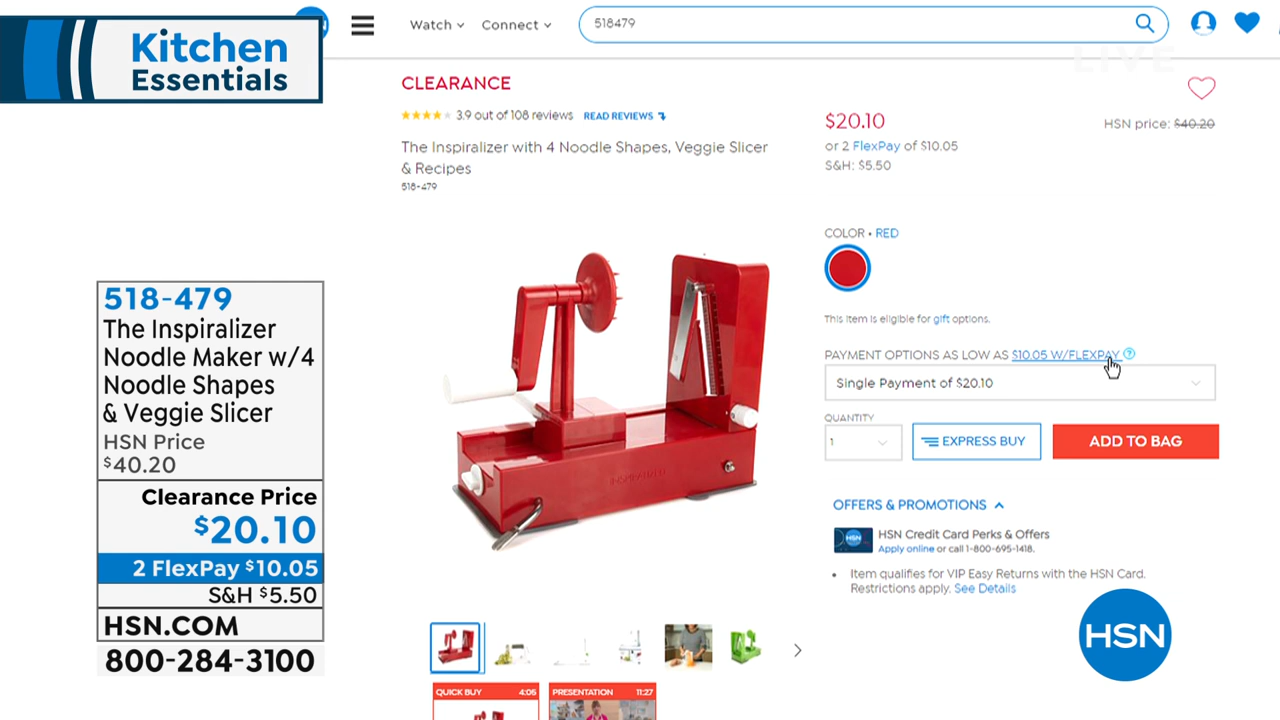 Kitchen
Essentials
Watch
Connect
518479
LIVE
CLEARANCE
3.9 out of 108 reviews READ REVIEWS
The Inspiralizer with 4 Noodle Shapes, Veggie Slicer
& Recipes
518-479
$20.10
HSN price: $40.20
or 2 FlexPay of $10.05
S&H: $5.50
COLOR • RED
This item is eligible for gift options.
PAYMENT OPTIONS AS LOW AS $10.05 W/FLEXPAY ?
Single Payment of $20.10
QUANTITY
1
EXPRESS BUY
ADD TO BAG
OFFERS & PROMOTIONS
HSN
HSN Credit Card Perks & Offers
Apply online or call 1-800-695-1418.
• Item qualifies for VIP Easy Returns with the HSN Card.
Restrictions apply. See Details
518-479
The Inspiralizer
Noodle Maker w/4
Noodle Shapes
& Veggie Slicer
HSN Price
$40.20
Clearance Price
$20.10
2 FlexPay $10.05
S&H $5.50
HSN.COM
800-284-3100
INSPIRALIZER
QUICK BUY 4:05
PRESENTATION 11:27
HSN